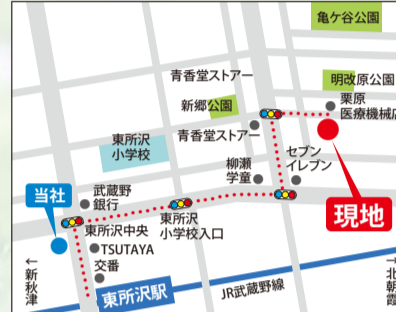 亀ケ谷公園
青香堂ストアー
明改原公園
新郷公園
栗原
医療機械店
青香堂ストアー
東所沢
小学校
セブン
イレブン
柳瀬
学童
現地
当社
武蔵野
銀行
東所沢中央
東所沢
小学校入口
TSUTAYA
交番
←新秋津
東所沢駅
JR武蔵野線
→北朝霞